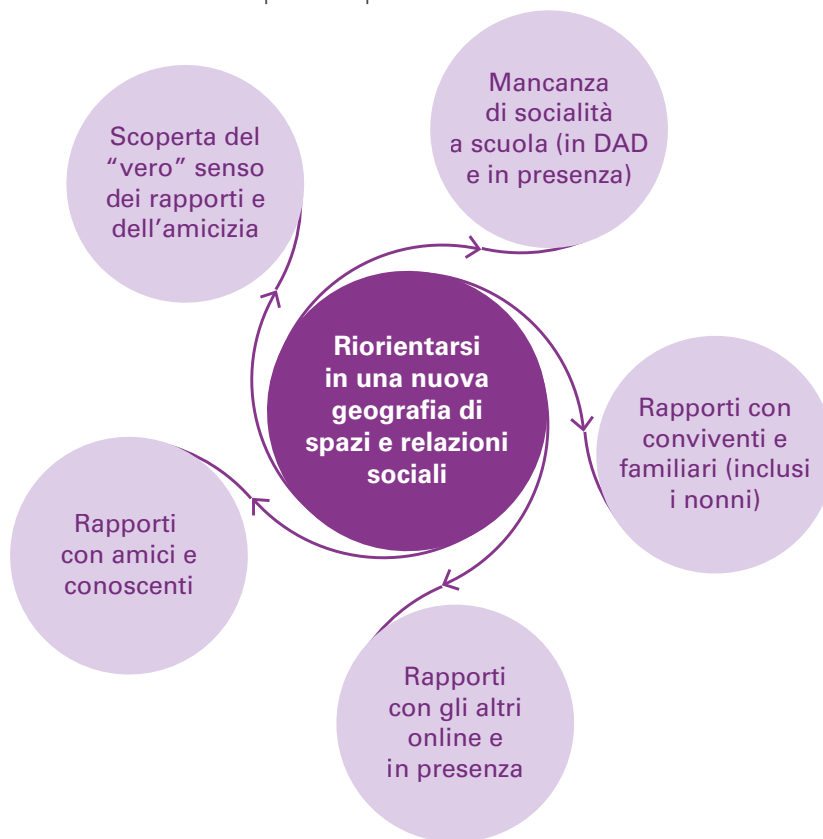 Mancanza
di socialità
a scuola (in DAD
e in presenza)
Scoperta del
“vero” senso
dei rapporti e
dell’amicizia
Riorientarsi
in una nuova
geografia di
spazi e relazioni
sociali
Rapporti con
conviventi e
familiari (inclusi
i nonni)
Rapporti
con amici e
conoscenti
Rapporti
con gli altri
online e
in presenza